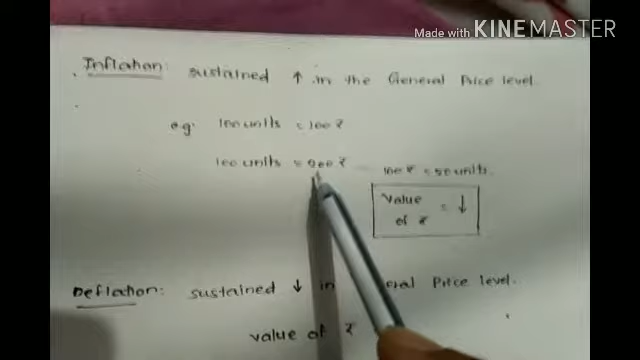 Made with KINEMASTER
Inflation: sustained ↑ in the General Price level.
eg: 100 units = 100 ₹
100 units = 200 ₹ 100 ₹ = 50 units.
Value of ₹ = ↓
Deflation: sustained ↓ in eral Price level.
value of ₹